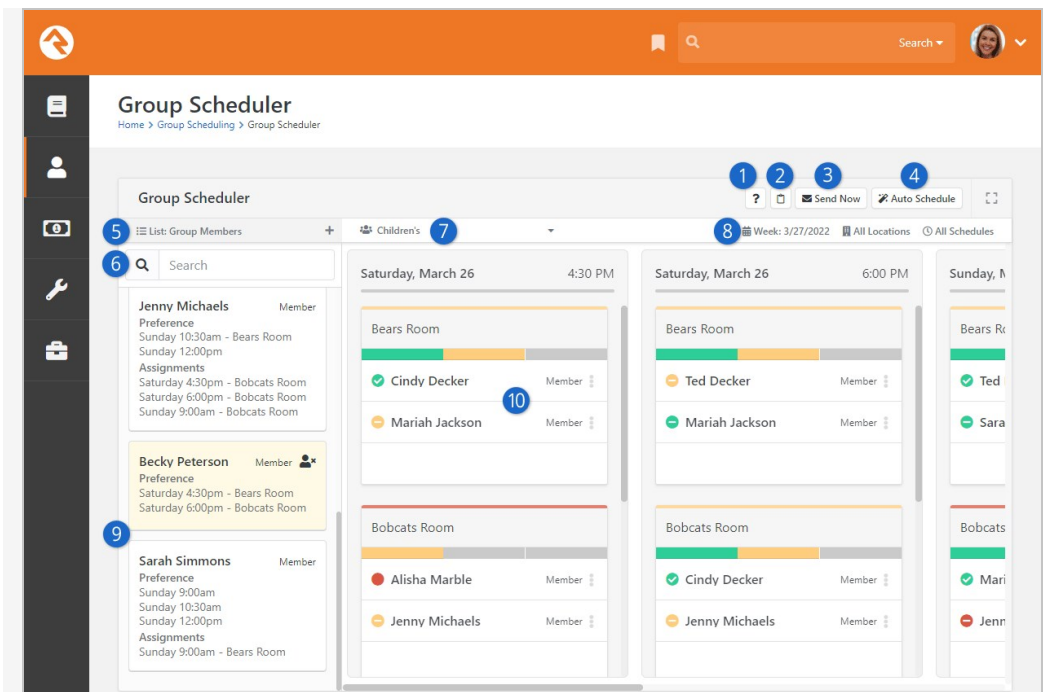 Search
Group Scheduler
Home > Group Scheduling > Group Scheduler
1 2 3 4
Group Scheduler
? Send Now Auto Schedule
5 List: Group Members +
7 Children's
8 Week: 3/27/2022 All Locations All Schedules
6 Search
Jenny Michaels Member
Preference
Sunday 10:30am - Bears Room
Sunday 12:00pm
Assignments
Saturday 4:30pm - Bobcats Room
Saturday 6:00pm - Bobcats Room
Sunday 9:00am - Bobcats Room
Becky Peterson Member
Preference
Saturday 4:30pm - Bears Room
Saturday 6:00pm - Bobcats Room
9
Sarah Simmons Member
Preference
Sunday 9:00am
Sunday 10:30am
Sunday 12:00pm
Assignments
Sunday 9:00am - Bears Room
Saturday, March 26 4:30 PM
Bears Room
Cindy Decker Member
10
Mariah Jackson Member
Bobcats Room
Alisha Marble Member
Jenny Michaels Member
Saturday, March 26 6:00 PM
Bears Room
Ted Decker Member
Mariah Jackson Member
Bobcats Room
Cindy Decker Member
Jenny Michaels Member
Sunday,
Bears
Ted
Sara
Bobcats
Mari
Jenn